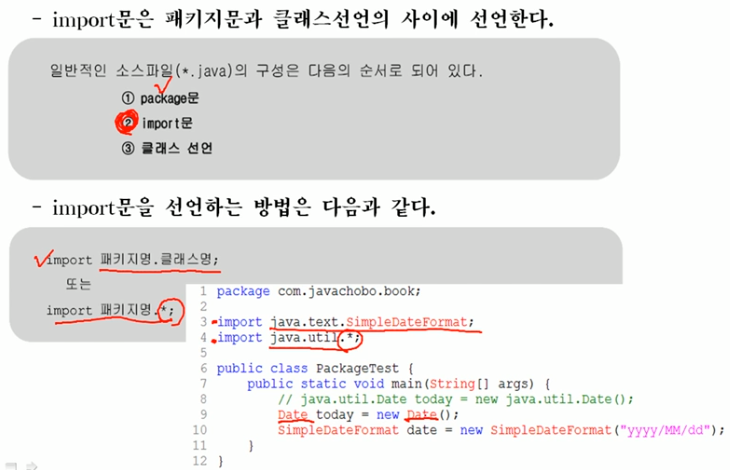 - import문은 패키지문과 클래스선언의 사이에 선언한다.
일반적인 소스파일(*.java)의 구성은 다음의 순서로 되어 있다.
① package문
② import문
③ 클래스 선언
- import문을 선언하는 방법은 다음과 같다.
import 패키지명.클래스명;
또는
import 패키지명.*;
1 package com.javachobo.book;
2
3 import java.text.SimpleDateFormat;
4 import java.util.*;
5
6 public class PackageTest {
7 public static void main(String[] args) {
8 // java.util.Date today = new java.util.Date();
9 Date today = new Date();
10 SimpleDateFormat date = new SimpleDateFormat("yyyy/MM/dd");
11 }
12 }